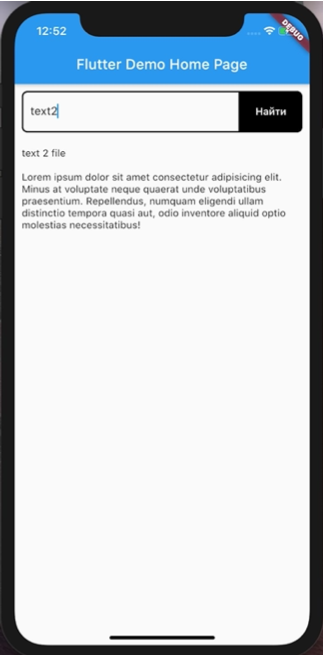 12:52
DEBUG
Flutter Demo Home Page
text2
Найти
text 2 file
Lorem ipsum dolor sit amet consectetur adipisicing elit.
Minus at voluptate neque quaerat unde voluptatibus
praesentium. Repellendus, numquam eligendi ullam
distinctio tempora quasi aut, odio inventore aliquid optio
molestias necessitatibus!